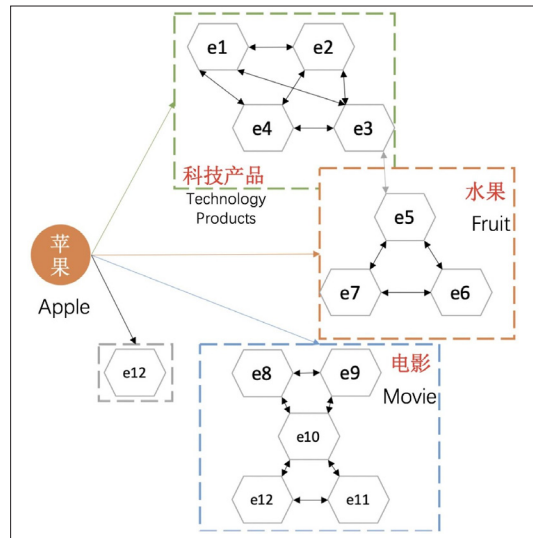 e1
e2
e4
e3
科技产品
Technology
Products
水果
Fruit
e5
e7
e6
苹
果
Apple
e12
电影
Movie
e8
e9
e10
e12
e11